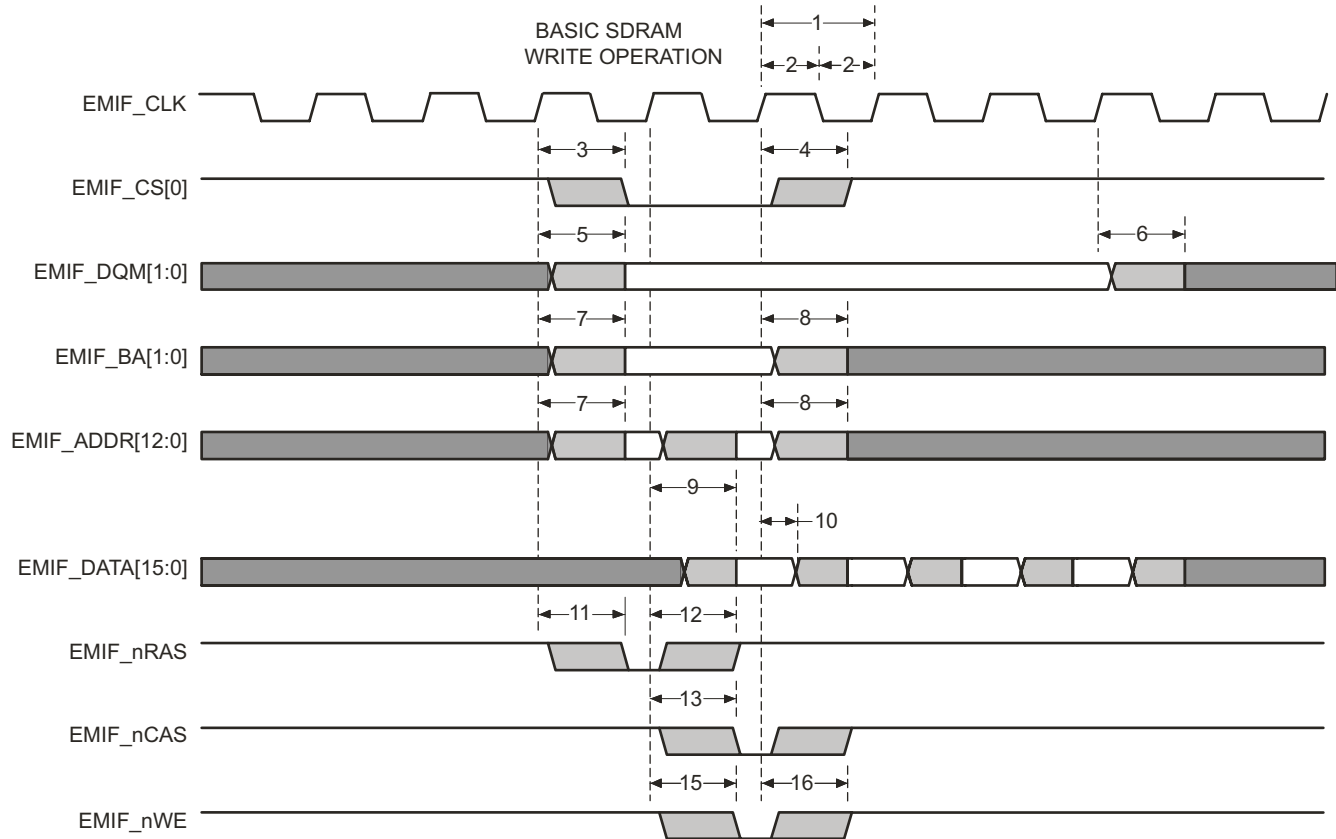 BASIC SDRAM
WRITE OPERATION
1
2
2
EMIF_CLK
3
4
EMIF_CS[0]
5
6
EMIF_DQM[1:0]
7
8
EMIF_BA[1:0]
7
8
EMIF_ADDR[12:0]
9
10
EMIF_DATA[15:0]
11
12
EMIF_nRAS
13
EMIF_nCAS
15
16
EMIF_nWE